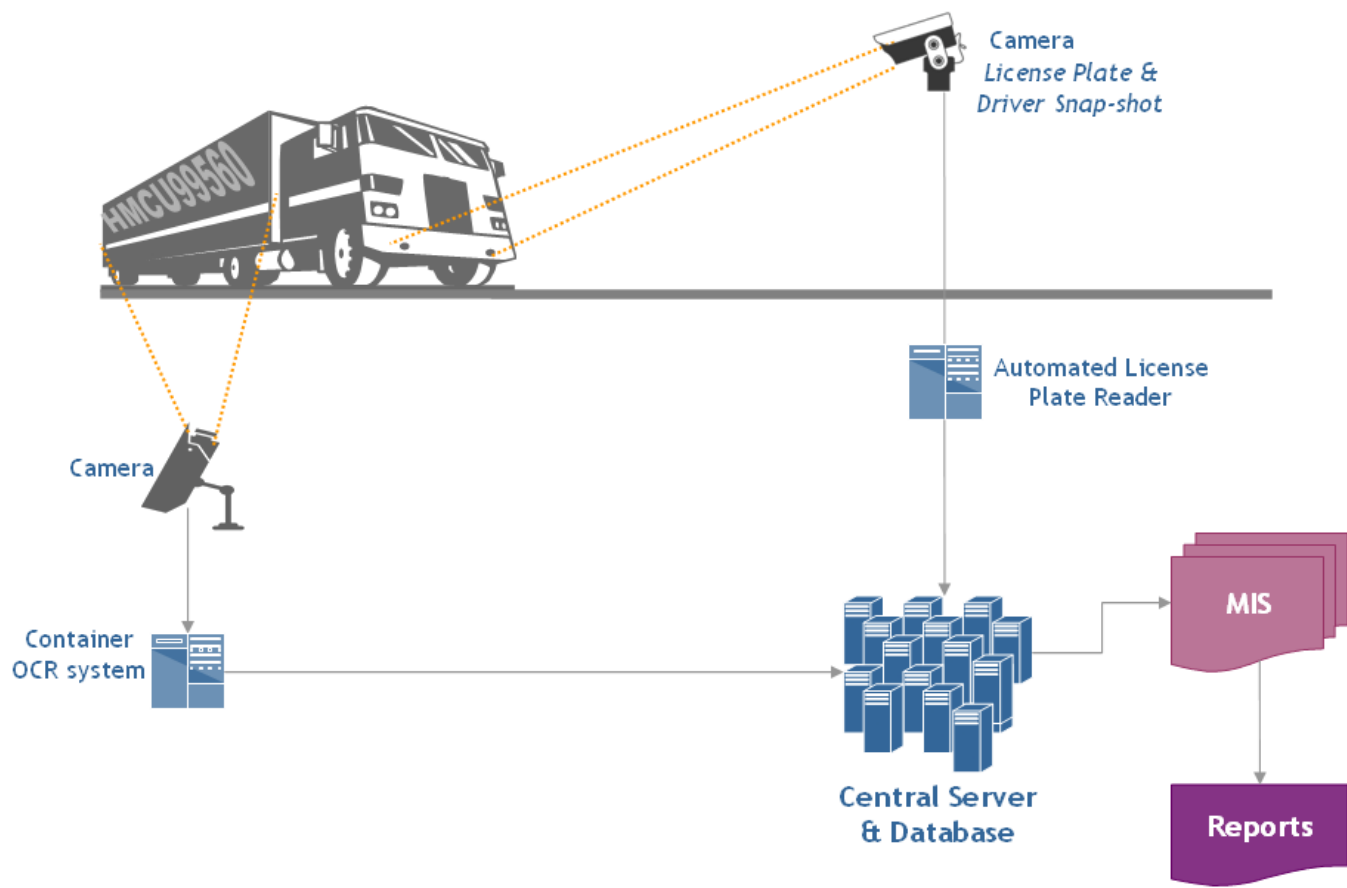 Camera
License Plate &
Driver Snap-shot
HMCU99560
Automated License
Plate Reader
Camera
Container
OCR system
MIS
Central Server
& Database
Reports